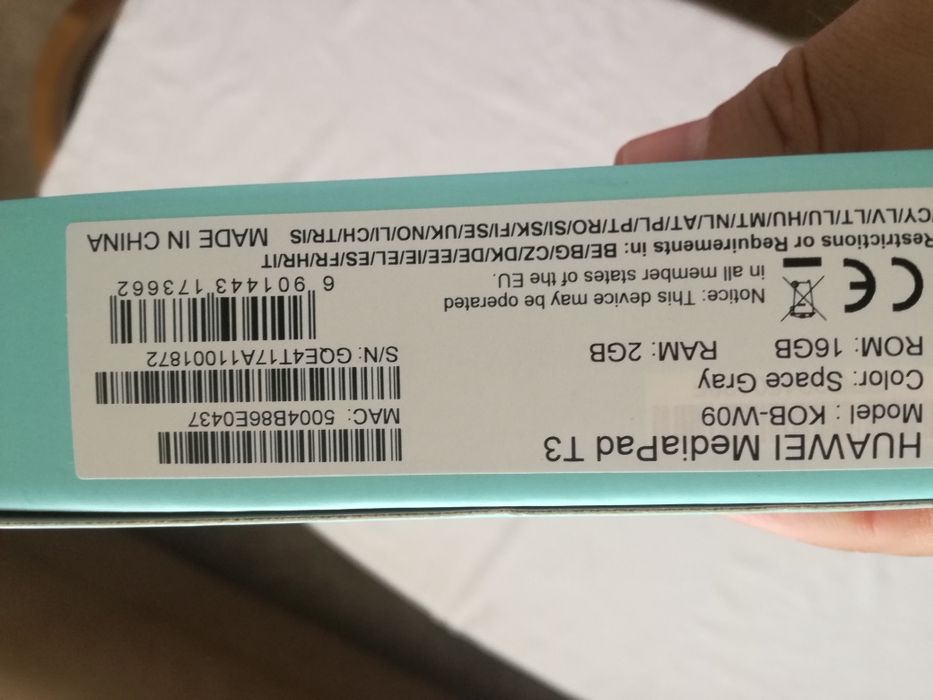 HUAWEI MediaPad T3
Model : KOB-W09
Color: Space Gray
ROM: 16GB RAM: 2GB
MAC: 5004B86E0437
S/N: GQE4T17A11001872
6 901443 173662
CE
Notice: This device may be operated
in all member states of the EU.
Restrictions or Requirements in: BE/BG/CZ/DK/DE/EE/IE/EL/ES/FR/HR/IT
/CY/LV/LT/LU/HU/MT/NL/AT/PL/PT/RO/SI/SK/FI/SE/UK/NO/LI/CH/TR/IS MADE IN CHINA